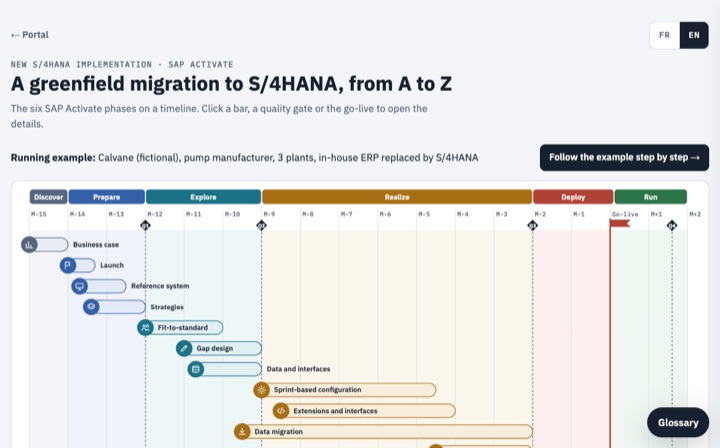 ← Portal
FR EN
NEW S/4HANA IMPLEMENTATION · SAP ACTIVATE
A greenfield migration to S/4HANA, from A to Z
The six SAP Activate phases on a timeline. Click a bar, a quality gate or the go-live to open the
details.
Running example: Calvane (fictional), pump manufacturer, 3 plants, in-house ERP replaced by S/4HANA
Follow the example step by step →
Discover Prepare Explore Realize Deploy Run
M-15 M-14 M-13 M-12 M-11 M-10 M-9 M-8 M-7 M-6 M-5 M-4 M-3 M-2 M-1 Go-live M+1 M+2
Business case
Launch
Reference system
Strategies
Fit-to-standard
Gap design
Data and interfaces
Sprint-based configuration
Extensions and interfaces
Data migration
Glossary